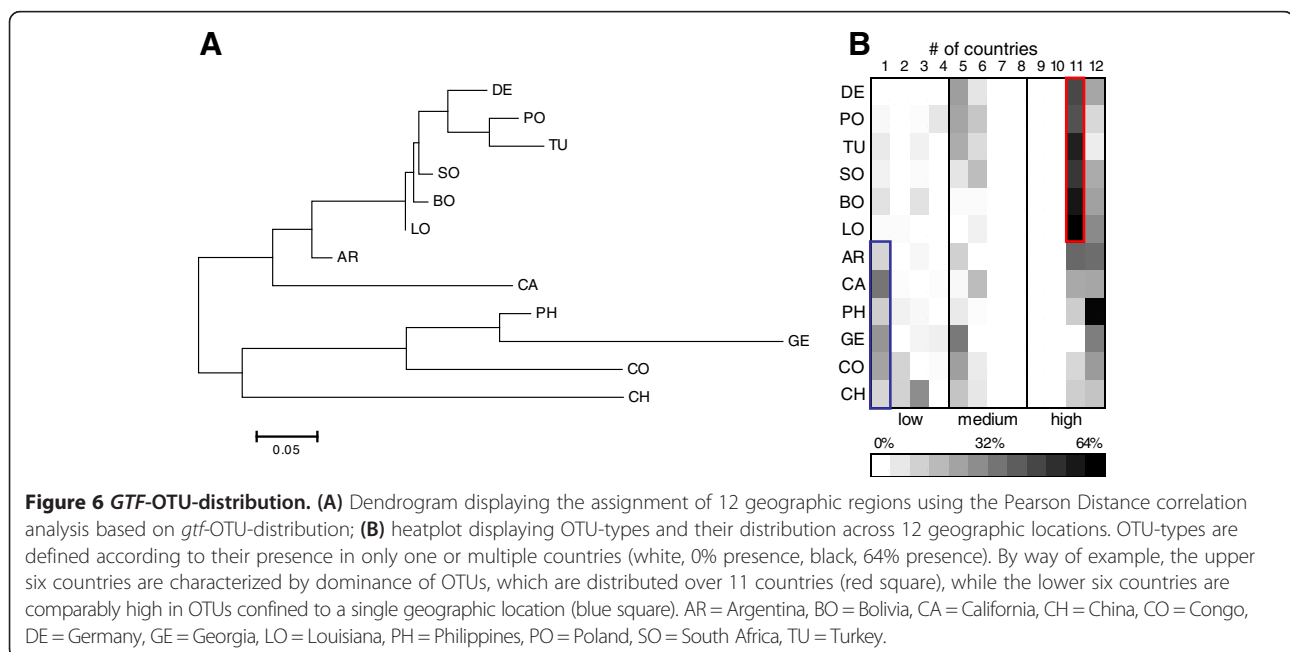 A
B
# of countries
1 2 3 4 5 6 7 8 9 10 11 12
DE
PO
TU
SO
BO
LO
AR
CA
PH
GE
CO
CH
0.05
DE
PO
TU
SO
BO
LO
AR
CA
PH
GE
CO
CH
low medium high
0% 32% 64%
Figure 6 GTF-OTU-distribution. (A) Dendrogram displaying the assignment of 12 geographic regions using the Pearson Distance correlation
analysis based on gtf-OTU-distribution; (B) heatplot displaying OTU-types and their distribution across 12 geographic locations. OTU-types are
defined according to their presence in only one or multiple countries (white, 0% presence, black, 64% presence). By way of example, the upper
six countries are characterized by dominance of OTUs, which are distributed over 11 countries (red square), while the lower six countries are
comparably high in OTUs confined to a single geographic location (blue square). AR = Argentina, BO = Bolivia, CA = California, CH = China, CO = Congo,
DE = Germany, GE = Georgia, LO = Louisiana, PH = Philippines, PO = Poland, SO = South Africa, TU = Turkey.